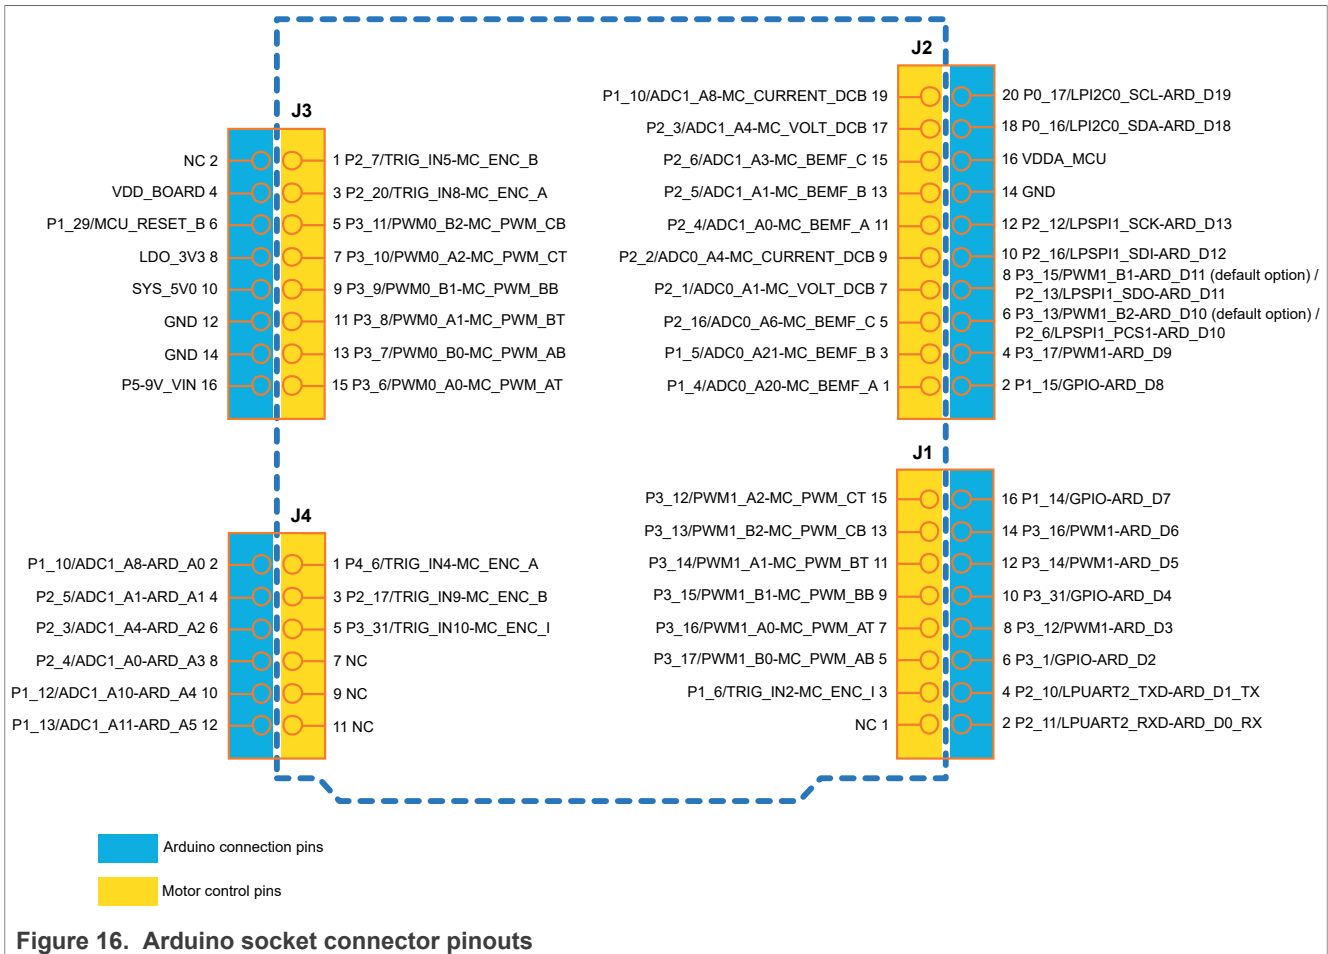 J3
NC 2
1 P2_7/TRIG_IN5-MC_ENC_B
VDD_BOARD 4
3 P2_20/TRIG_IN8-MC_ENC_A
P1_29/MCU_RESET_B 6
5 P3_11/PWM0_B2-MC_PWM_CB
LDO_3V3 8
7 P3_10/PWM0_A2-MC_PWM_CT
SYS_5V0 10
9 P3_9/PWM0_B1-MC_PWM_BB
GND 12
11 P3_8/PWM0_A1-MC_PWM_BT
GND 14
13 P3_7/PWM0_B0-MC_PWM_AB
P5-9V_VIN 16
15 P3_6/PWM0_A0-MC_PWM_AT
J2
P1_10/ADC1_A8-MC_CURRENT_DCB 19
20 P0_17/LPI2C0_SCL-ARD_D19
P2_3/ADC1_A4-MC_VOLT_DCB 17
18 P0_16/LPI2C0_SDA-ARD_D18
P2_6/ADC1_A3-MC_BEMF_C 15
16 VDDA_MCU
P2_5/ADC1_A1-MC_BEMF_B 13
14 GND
P2_4/ADC1_A0-MC_BEMF_A 11
12 P2_12/LPSPI1_SCK-ARD_D13
P2_2/ADC0_A4-MC_CURRENT_DCB 9
10 P2_16/LPSPI1_SDI-ARD_D12
P2_1/ADC0_A1-MC_VOLT_DCB 7
8 P3_15/PWM1_B1-ARD_D11 (default option) /
P2_13/LPSPI1_SDO-ARD_D11
P2_16/ADC0_A6-MC_BEMF_C 5
6 P3_13/PWM1_B2-ARD_D10 (default option) /
P2_6/LPSPI1_PCS1-ARD_D10
P1_5/ADC0_A21-MC_BEMF_B 3
4 P3_17/PWM1-ARD_D9
P1_4/ADC0_A20-MC_BEMF_A 1
2 P1_15/GPIO-ARD_D8
J4
P1_10/ADC1_A8-ARD_A0 2
1 P4_6/TRIG_IN4-MC_ENC_A
P2_5/ADC1_A1-ARD_A1 4
3 P2_17/TRIG_IN9-MC_ENC_B
P2_3/ADC1_A4-ARD_A2 6
5 P3_31/TRIG_IN10-MC_ENC_I
P2_4/ADC1_A0-ARD_A3 8
7 NC
P1_12/ADC1_A10-ARD_A4 10
9 NC
P1_13/ADC1_A11-ARD_A5 12
11 NC
J1
P3_12/PWM1_A2-MC_PWM_CT 15
16 P1_14/GPIO-ARD_D7
P3_13/PWM1_B2-MC_PWM_CB 13
14 P3_16/PWM1-ARD_D6
P3_14/PWM1_A1-MC_PWM_BT 11
12 P3_14/PWM1-ARD_D5
P3_15/PWM1_B1-MC_PWM_BB 9
10 P3_31/GPIO-ARD_D4
P3_16/PWM1_A0-MC_PWM_AT 7
8 P3_12/PWM1-ARD_D3
P3_17/PWM1_B0-MC_PWM_AB 5
6 P3_1/GPIO-ARD_D2
P1_6/TRIG_IN2-MC_ENC_I 3
4 P2_10/LPUART2_TXD-ARD_D1_TX
NC 1
2 P2_11/LPUART2_RXD-ARD_D0_RX
Arduino connection pins
Motor control pins
Figure 16. Arduino socket connector pinouts